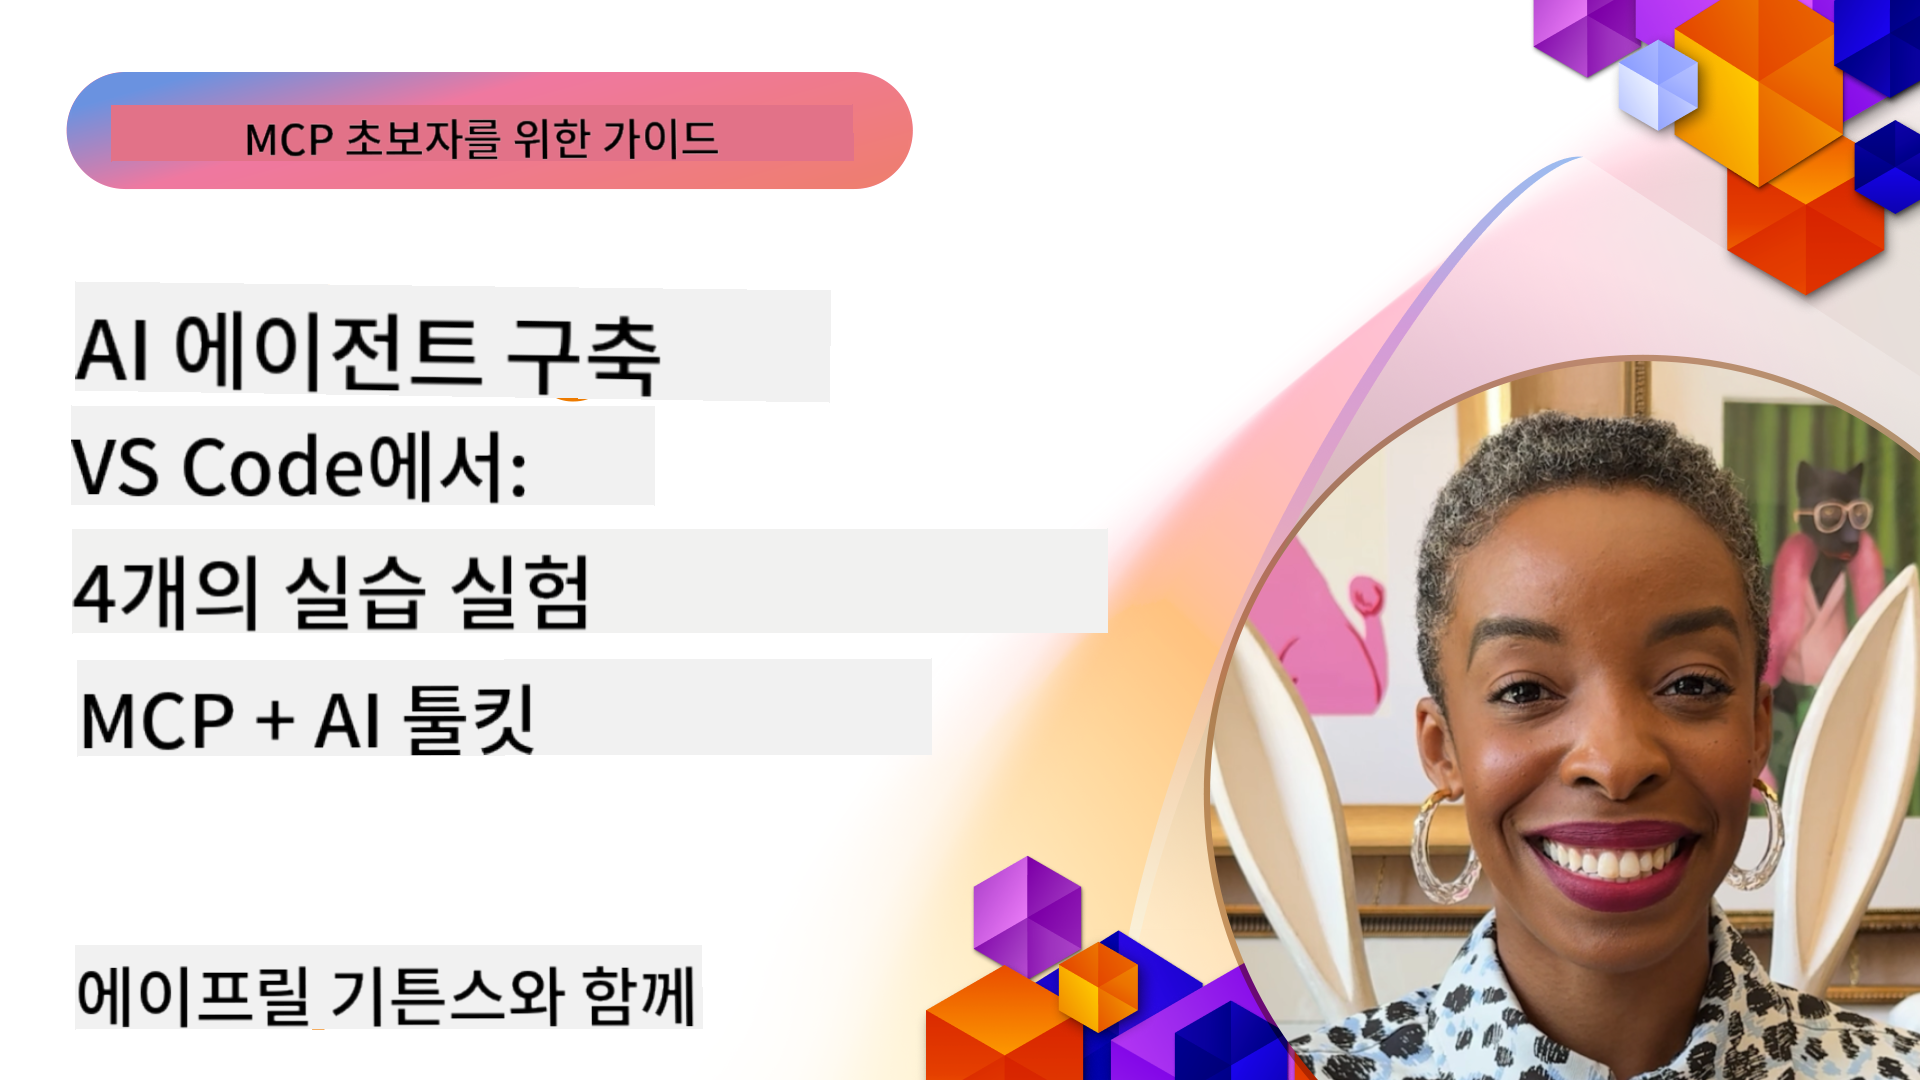 MCP 초보자를 위한 가이드
AI 에이전트 구축
VS Code에서:
4개의 실습 실험
MCP + AI 툴킷
에이프릴 기튼스와 함께